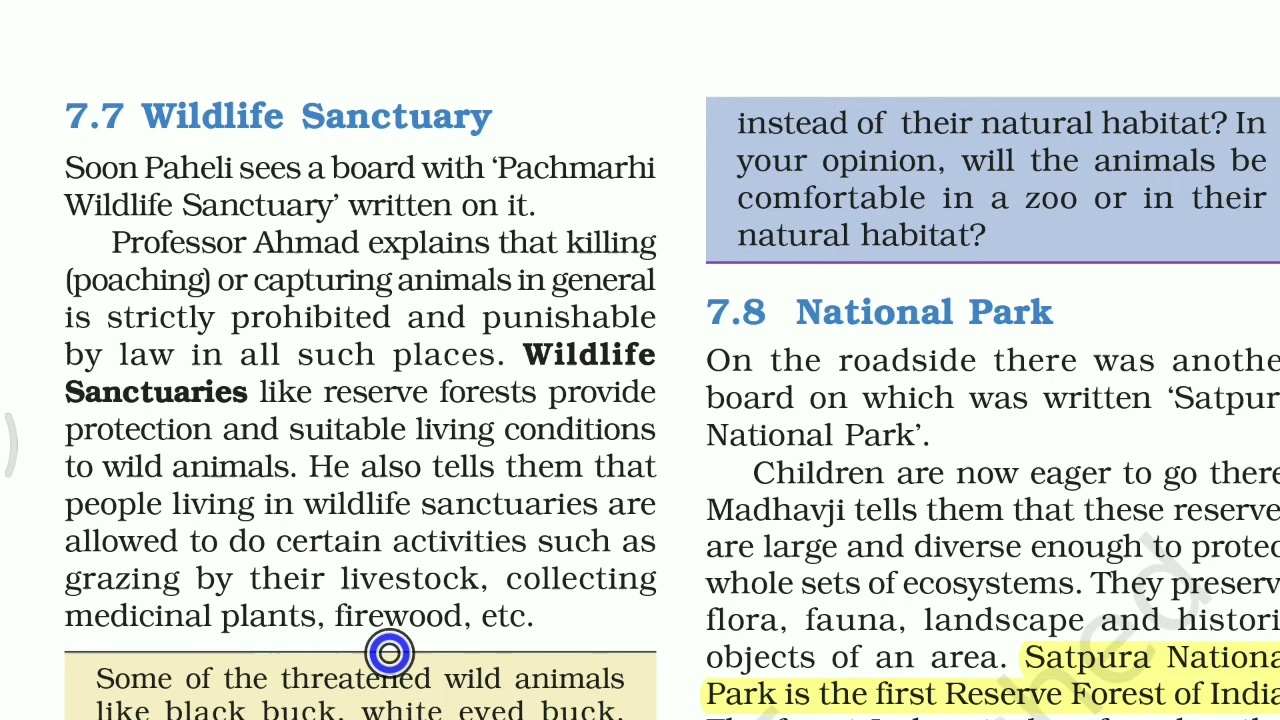 7.7 Wildlife Sanctuary
Soon Paheli sees a board with ‘Pachmarhi
Wildlife Sanctuary’ written on it.
Professor Ahmad explains that killing
(poaching) or capturing animals in general
is strictly prohibited and punishable
by law in all such places. Wildlife
Sanctuaries like reserve forests provide
protection and suitable living conditions
to wild animals. He also tells them that
people living in wildlife sanctuaries are
allowed to do certain activities such as
grazing by their livestock, collecting
medicinal plants, firewood, etc.
Some of the threatened wild animals
like black buck, white eyed buck,
instead of their natural habitat? In
your opinion, will the animals be
comfortable in a zoo or in their
natural habitat?
7.8 National Park
On the roadside there was anothe
board on which was written ‘Satpur
National Park’.
Children are now eager to go there
Madhavji tells them that these reserve
are large and diverse enough to protec
whole sets of ecosystems. They preserv
flora, fauna, landscape and histori
objects of an area. Satpura Nationa
Park is the first Reserve Forest of India